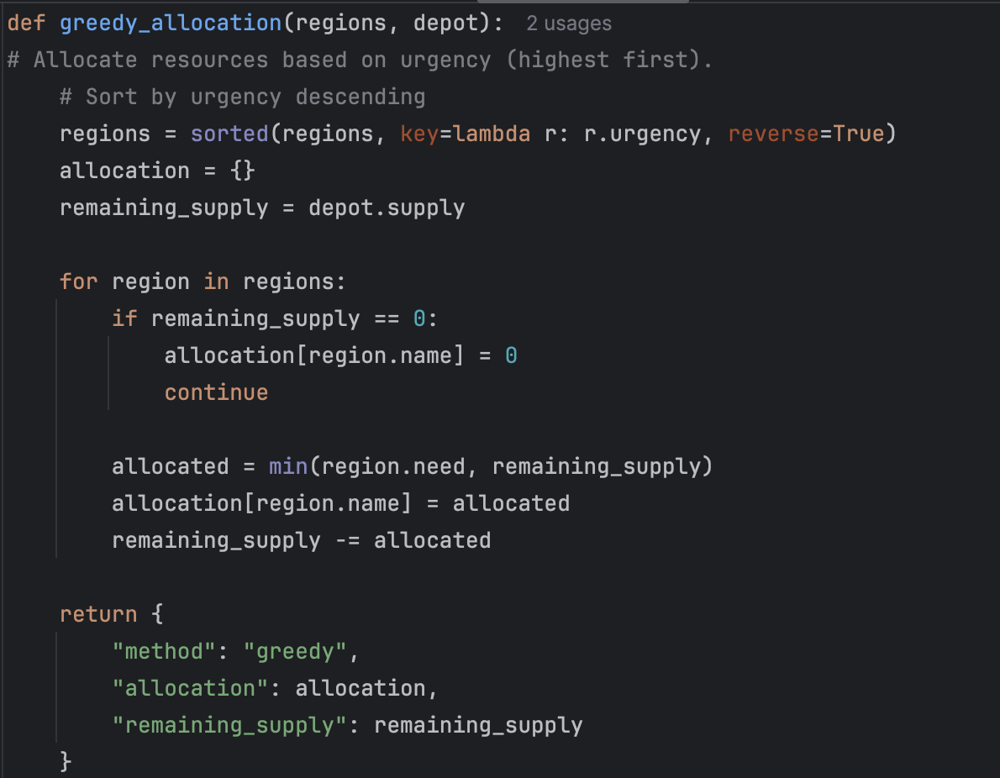 def greedy_allocation(regions, depot):  2 usages
# Allocate resources based on urgency (highest first).
    # Sort by urgency descending
    regions = sorted(regions, key=lambda r: r.urgency, reverse=True)
    allocation = {}
    remaining_supply = depot.supply

    for region in regions:
        if remaining_supply == 0:
            allocation[region.name] = 0
            continue

        allocated = min(region.need, remaining_supply)
        allocation[region.name] = allocated
        remaining_supply -= allocated

    return {
        "method": "greedy",
        "allocation": allocation,
        "remaining_supply": remaining_supply
    }